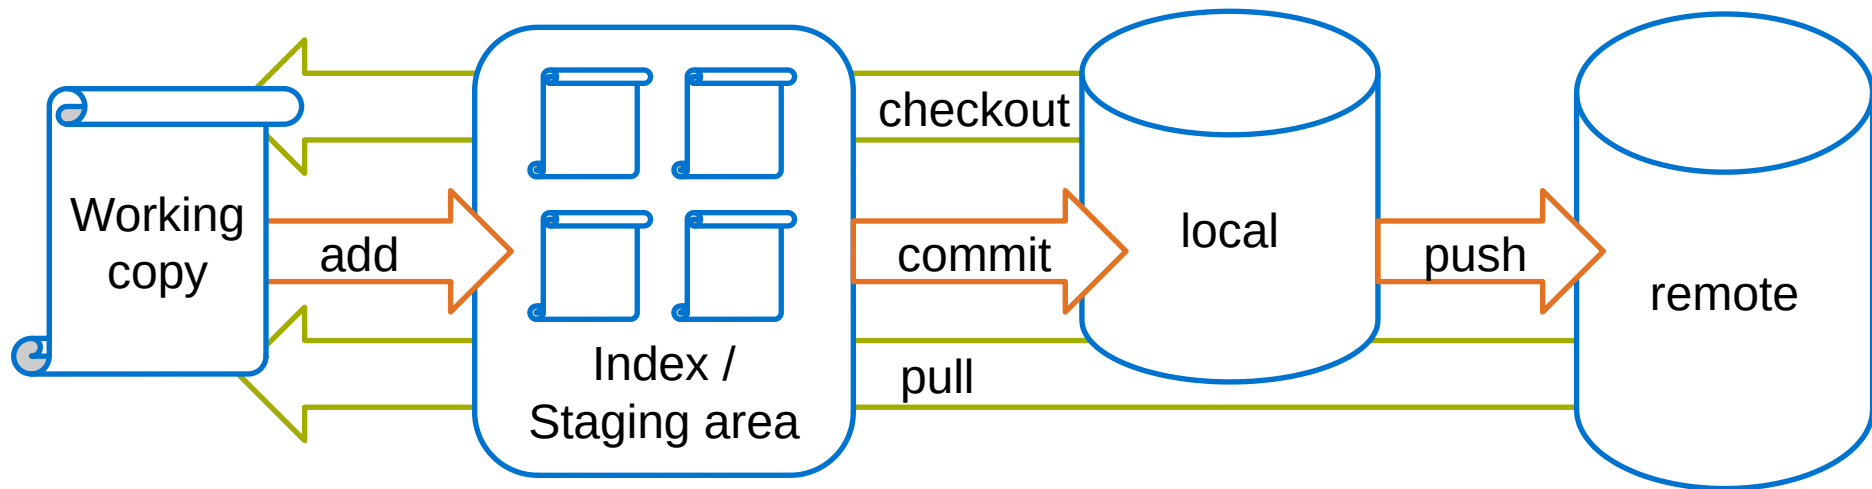 Working
copy
add
Index /
Staging area
checkout
commit
pull
local
push
remote